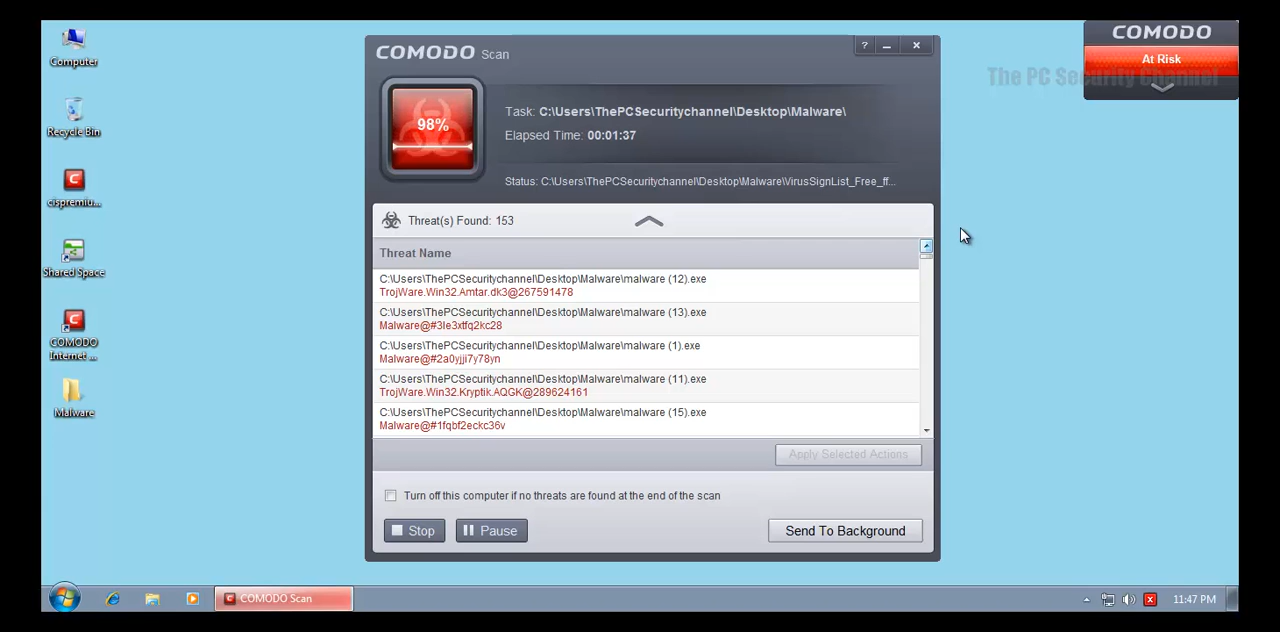 Computer
Recycle Bin
cispremiu...
Shared Space
COMODO
Internet ...
Malware
COMODO Scan
?
98%
Task: C:\Users\ThePCSecuritychannel\Desktop\Malware\
Elapsed Time: 00:01:37
Status: C:\Users\ThePCSecuritychannel\Desktop\Malware\VirusSignList_Free_ff...
Threat(s) Found: 153
Threat Name
C:\Users\ThePCSecuritychannel\Desktop\Malware\malware (12).exe
TrojWare.Win32.Amtar.dk3@267591478
C:\Users\ThePCSecuritychannel\Desktop\Malware\malware (13).exe
Malware@#3le3xtfq2kc28
C:\Users\ThePCSecuritychannel\Desktop\Malware\malware (1).exe
Malware@#2a0yjji7y78yn
C:\Users\ThePCSecuritychannel\Desktop\Malware\malware (11).exe
TrojWare.Win32.Kryptik.AQGK@289624161
C:\Users\ThePCSecuritychannel\Desktop\Malware\malware (15).exe
Malware@#1fqbf2eckc36v
Apply Selected Actions
Turn off this computer if no threats are found at the end of the scan
Stop
Pause
Send To Background
COMODO
At Risk
The PC Security Channel
COMODO Scan
11:47 PM